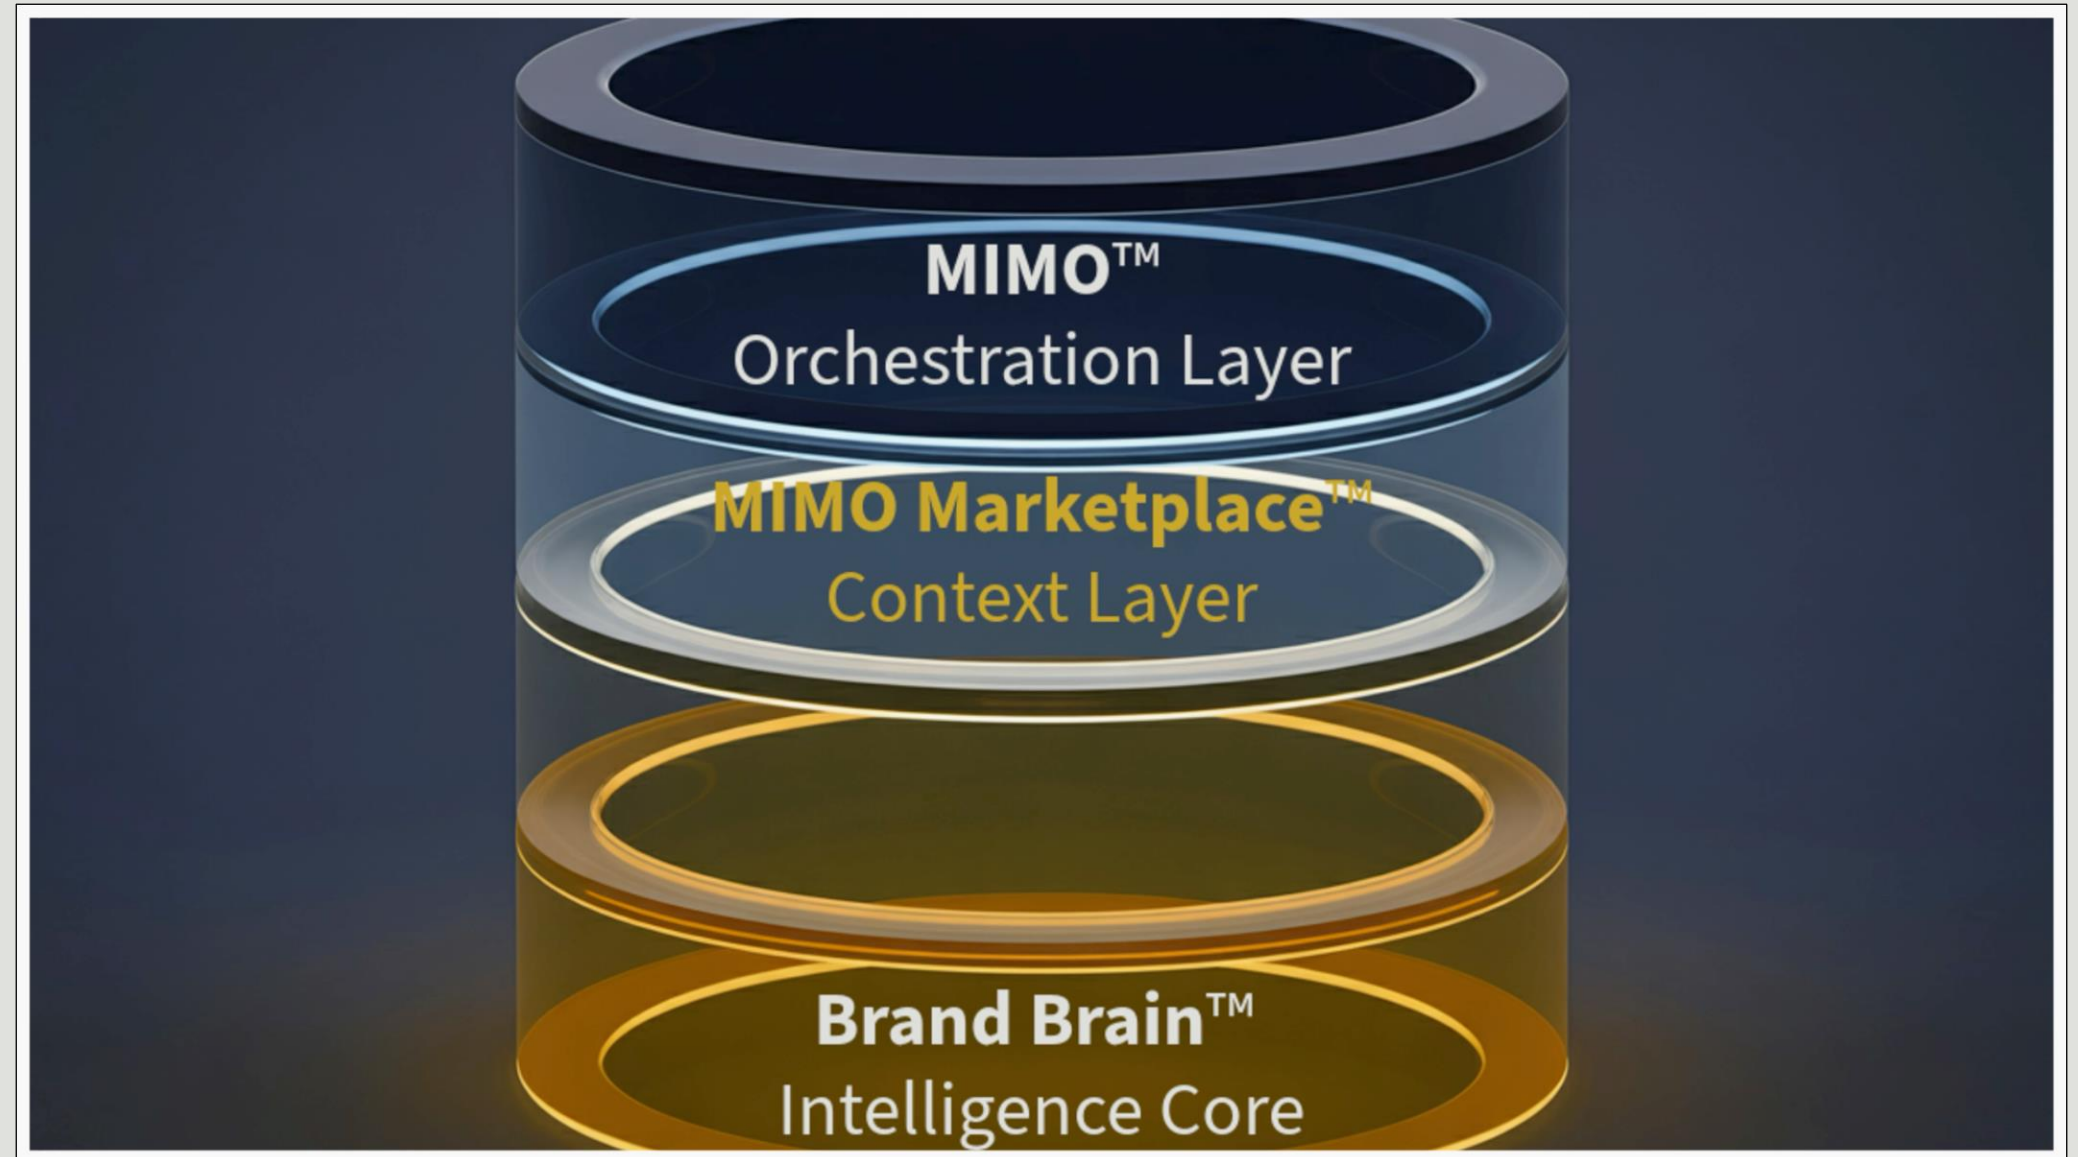 MIMO™
Orchestration Layer
MIMO Marketplace™
Context Layer
Brand Brain™
Intelligence Core